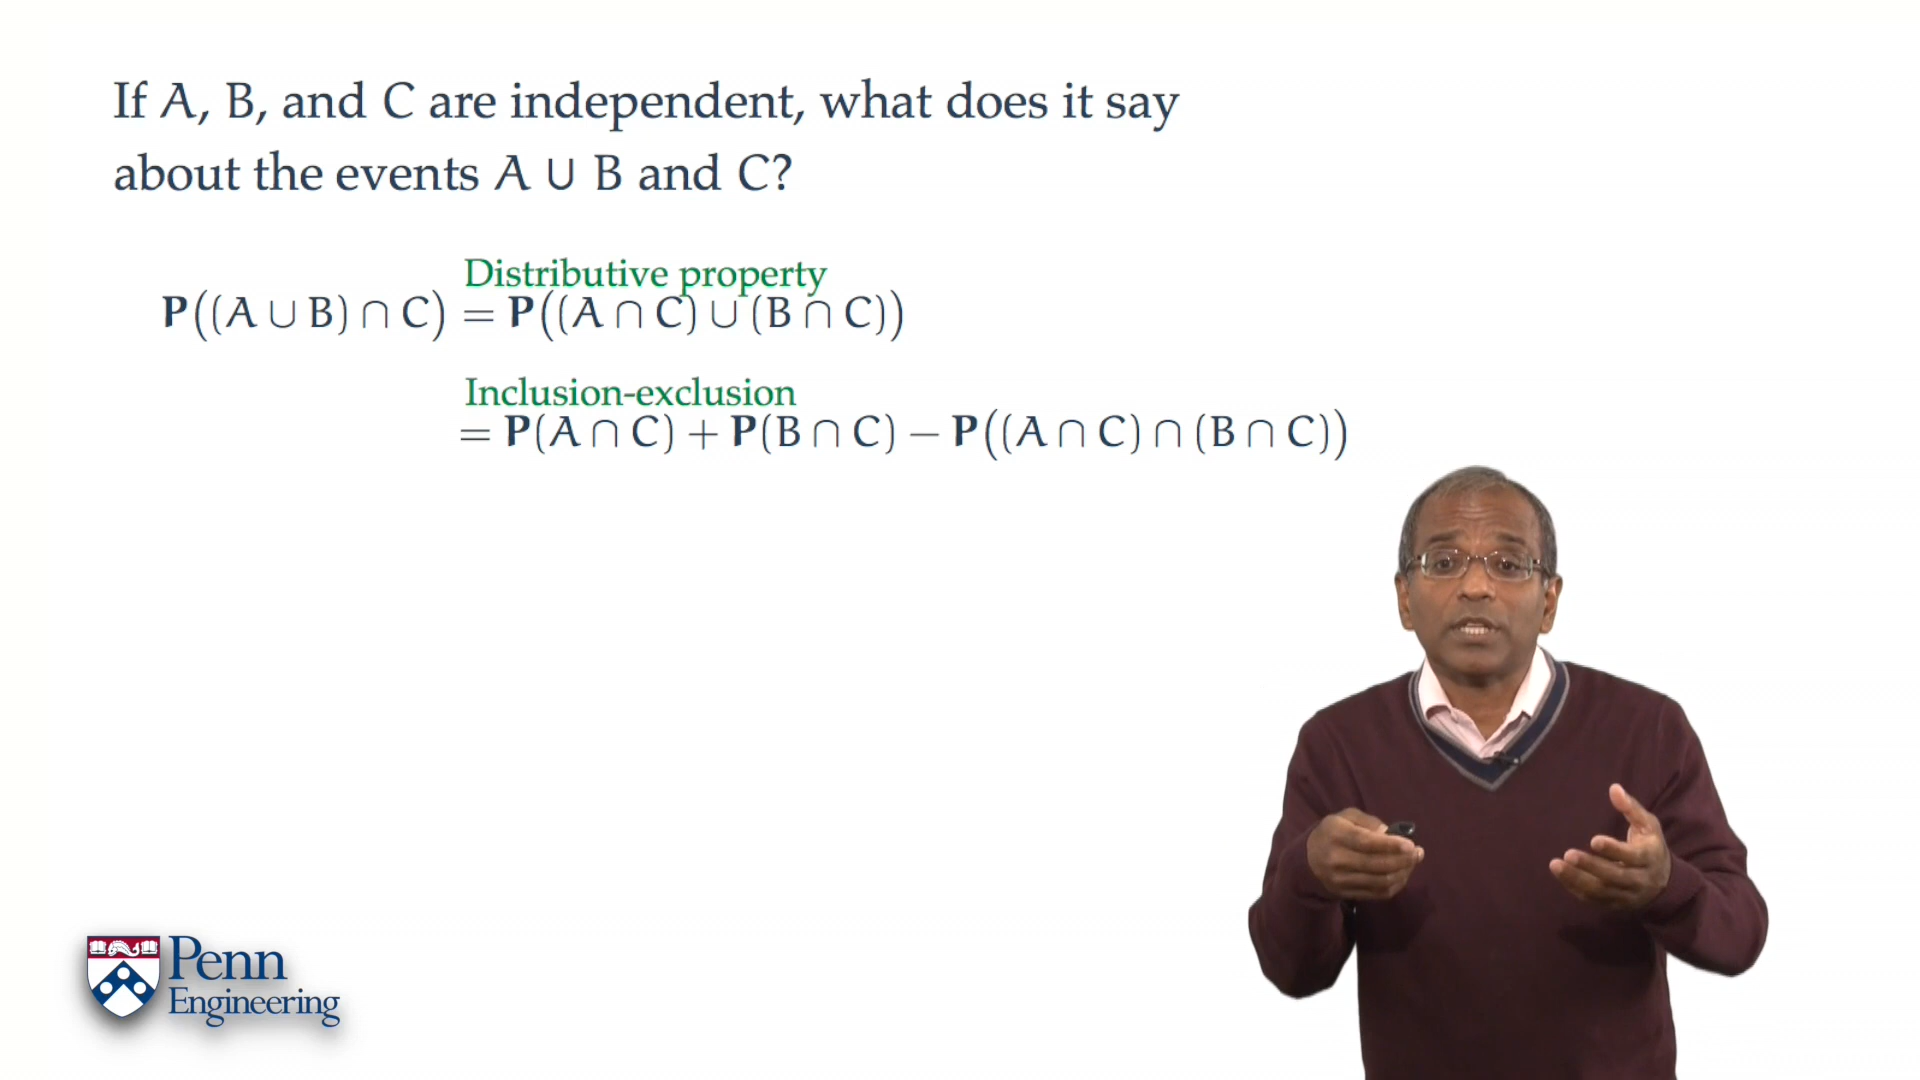 If A, B, and C are independent, what does it say
about the events A ∪ B and C?
Distributive property
P((A ∪ B) ∩ C) = P((A ∩ C) ∪ (B ∩ C))
Inclusion-exclusion
= P(A ∩ C) + P(B ∩ C) − P((A ∩ C) ∩ (B ∩ C))
Penn
Engineering